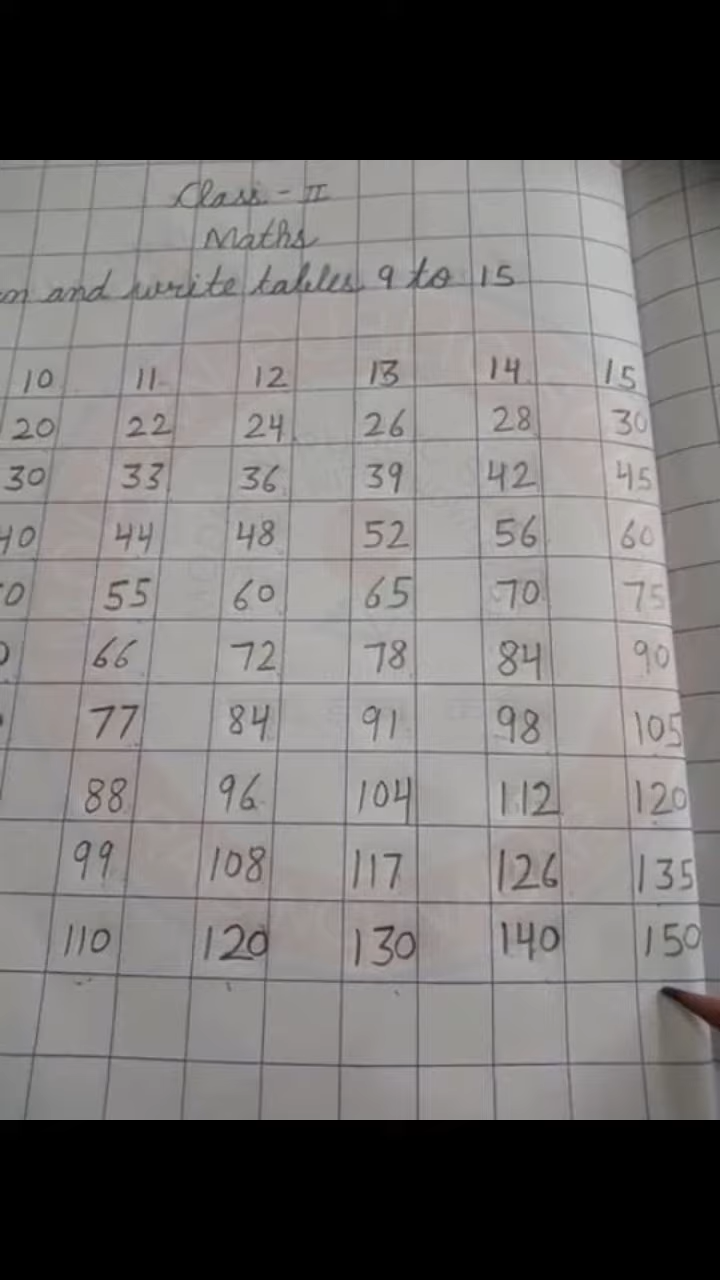 Class - II
Maths
and write tables 9 to 15
10 11 12 13 14 15
20 22 24 26 28 30
30 33 36 39 42 45
40 44 48 52 56 60
55 60 65 70 75
66 72 78 84 90
77 84 91 98 105
88 96 104 112 120
99 108 117 126 135
110 120 130 140 150